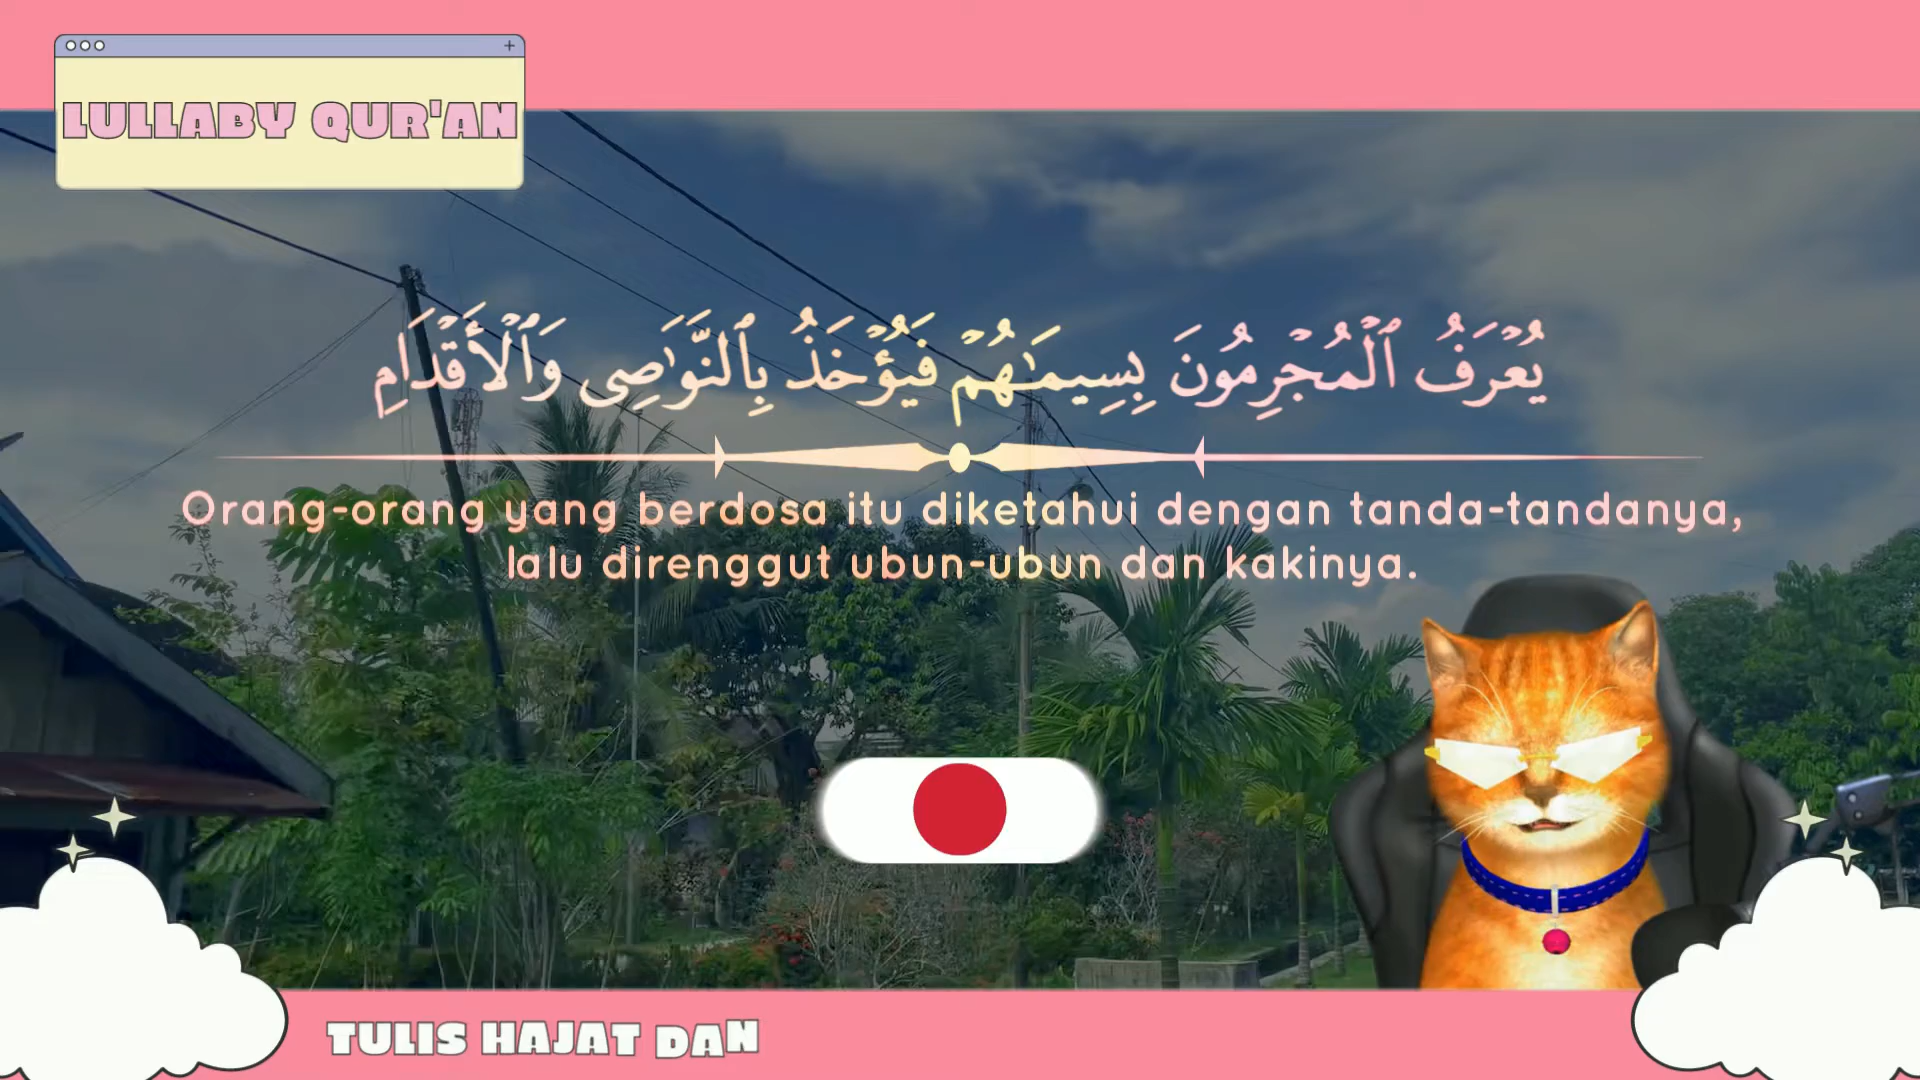 LULLABY QUR'AN
يُعْرَفُ ٱلْمُجْرِمُونَ بِسِيمَـٰهُمْ فَيُؤْخَذُ بِٱلنَّوَٰصِى وَٱلْأَقْدَامِ
Orang-orang yang berdosa itu diketahui dengan tanda-tandanya,
lalu direnggut ubun-ubun dan kakinya.
TULIS HAJAT DAN